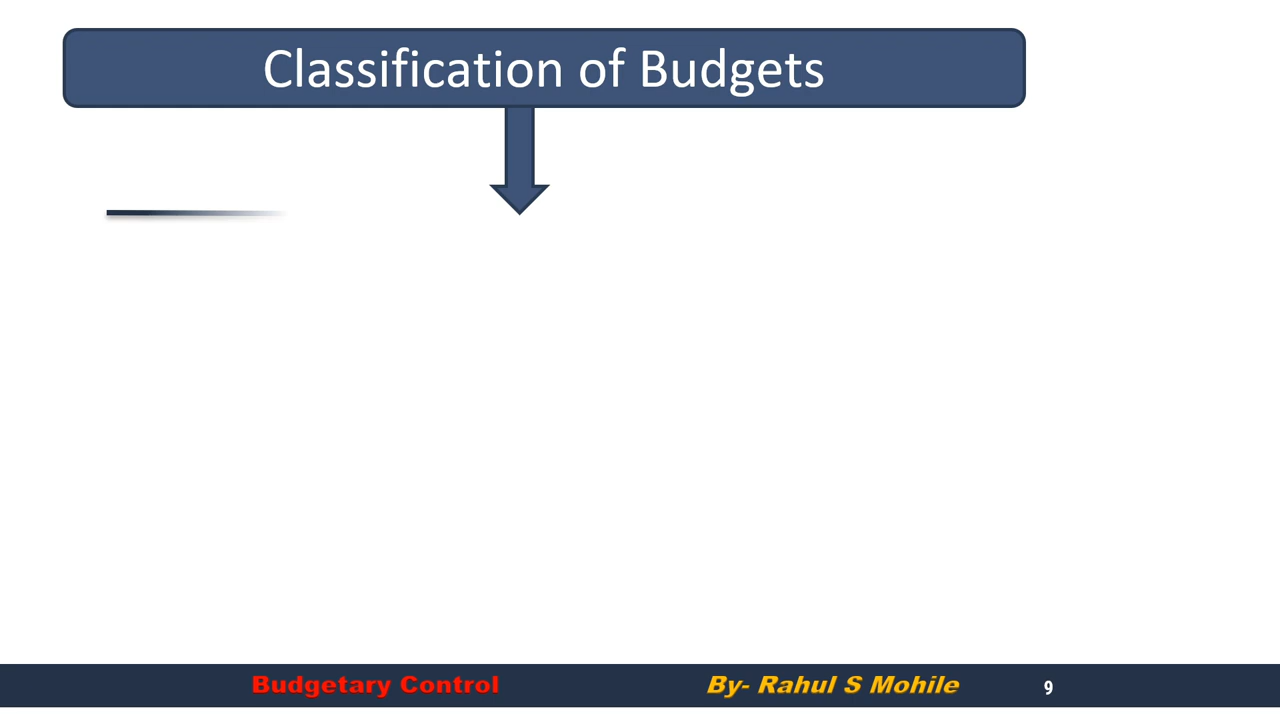 Classification of Budgets
Budgetary Control
By- Rahul S Mohile
9